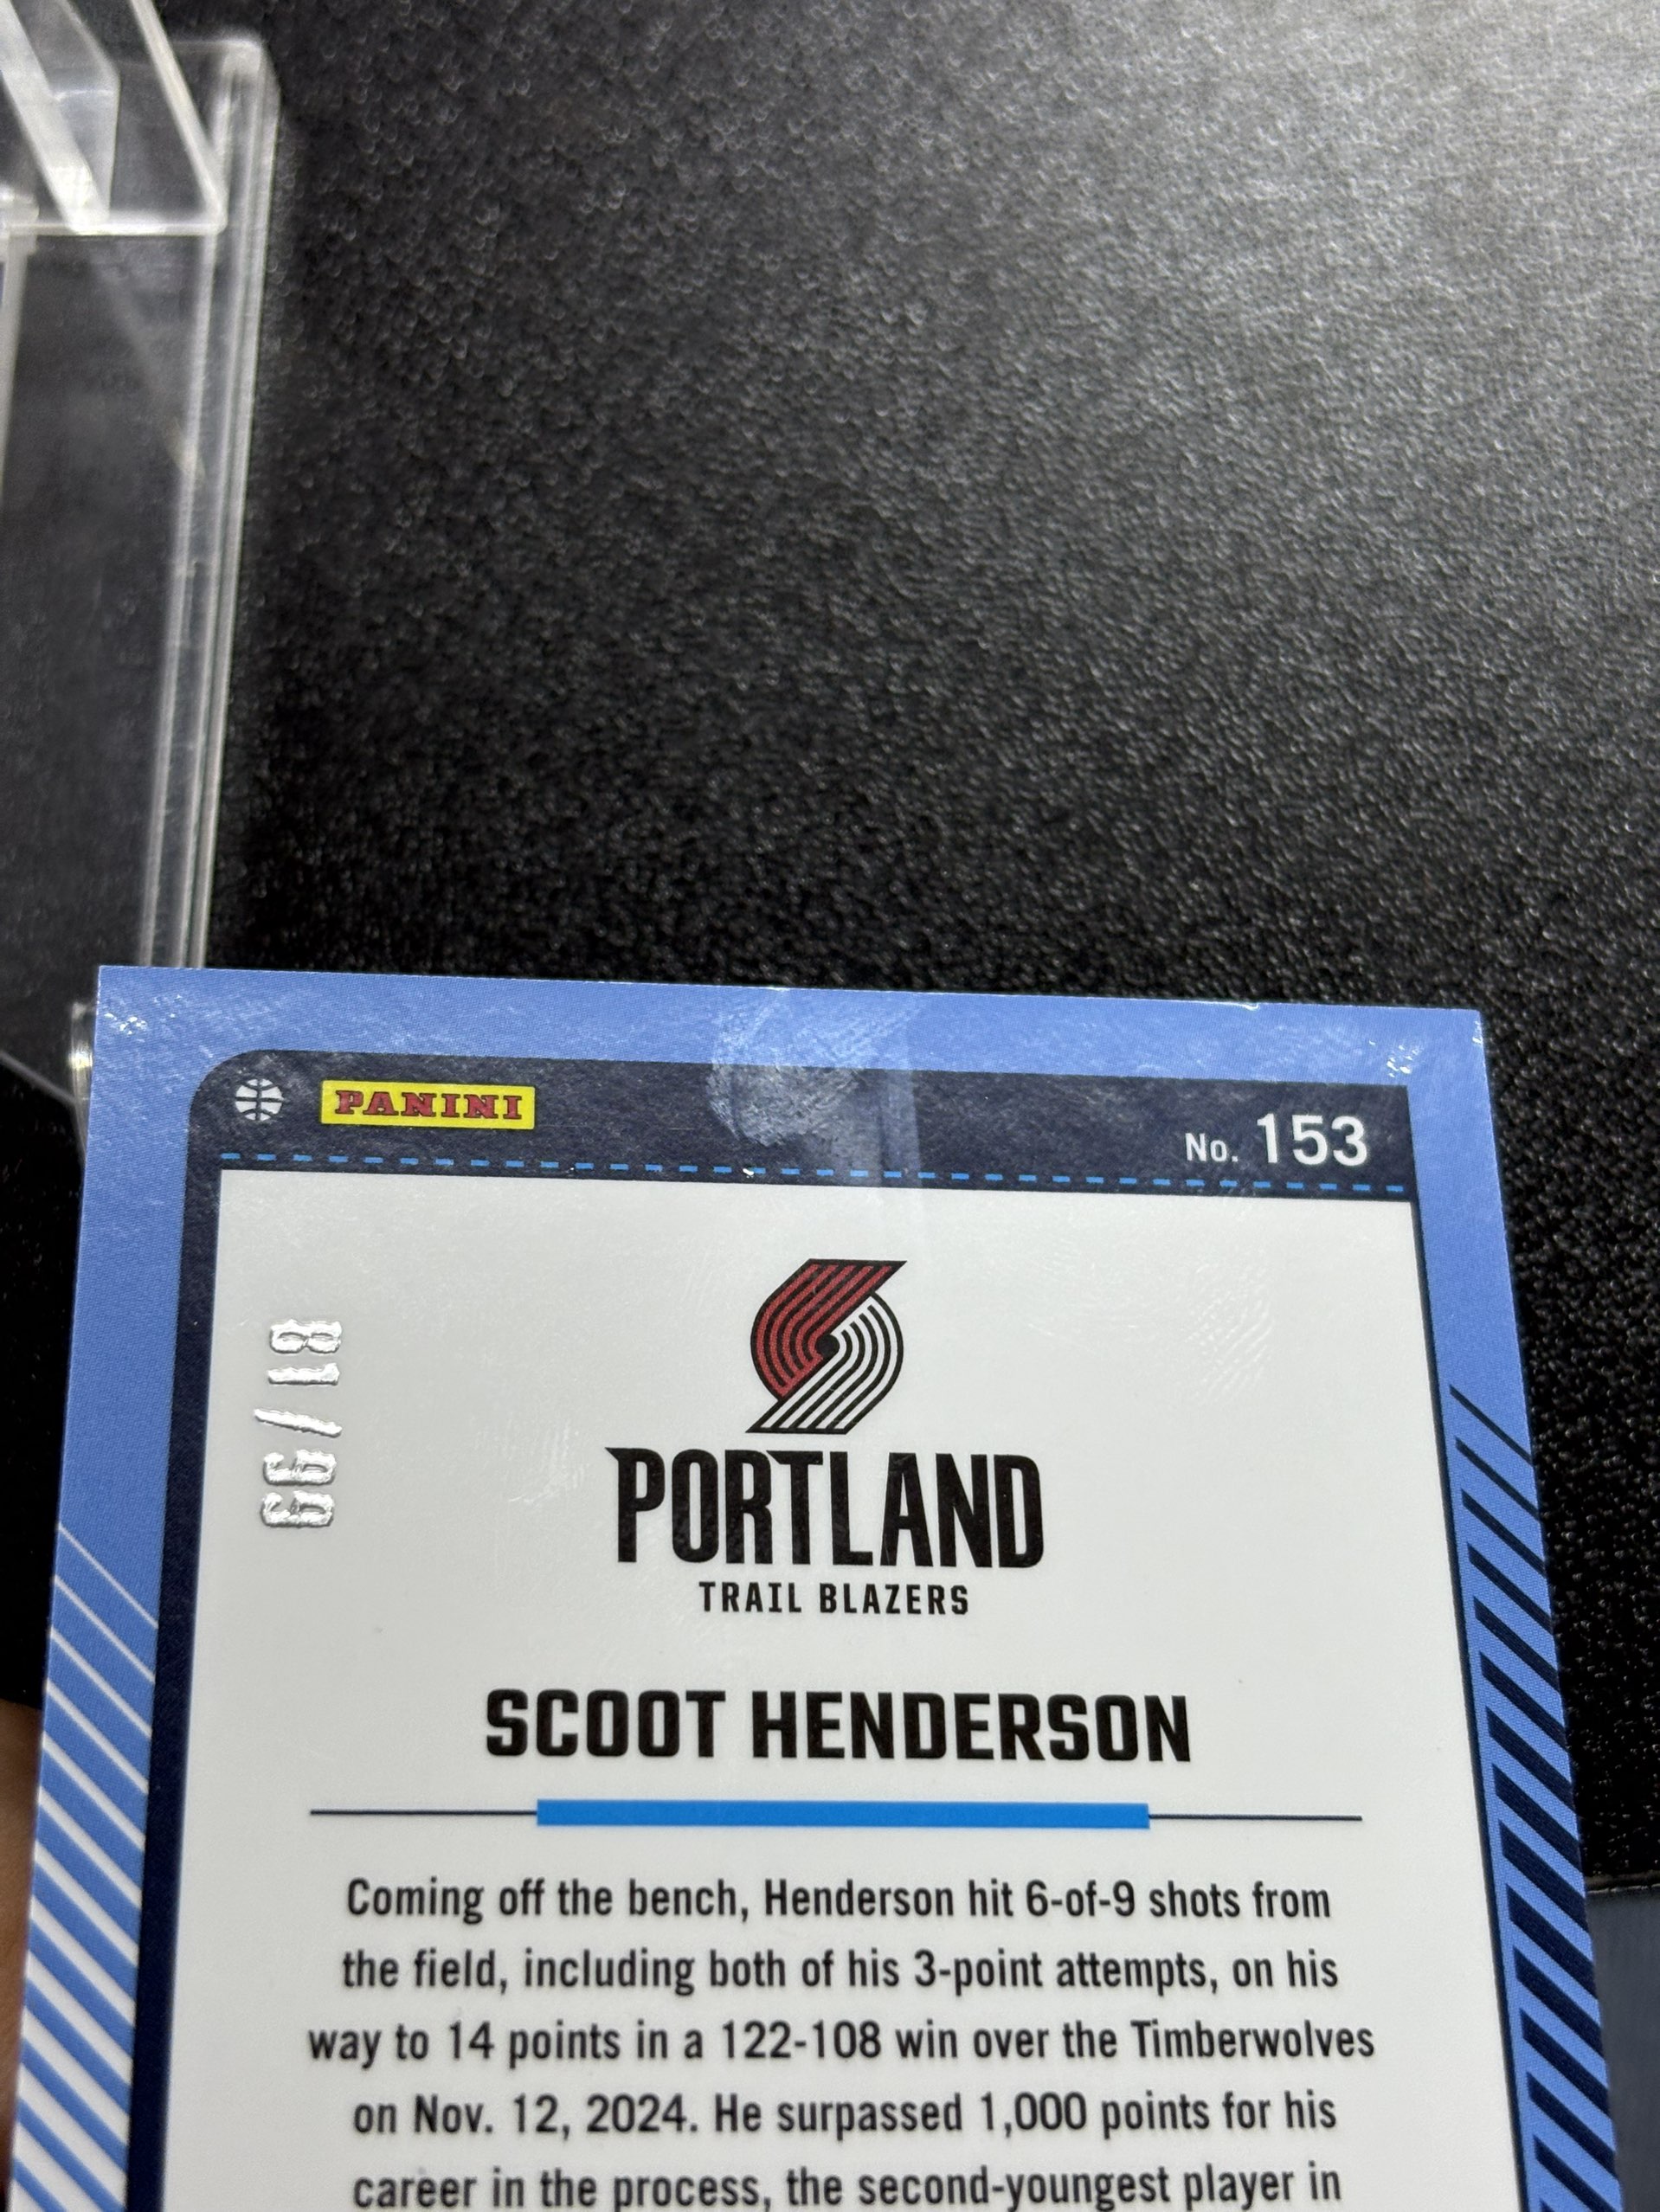 PANINI
No. 153
81/99
PORTLAND
TRAIL BLAZERS
SCOOT HENDERSON
Coming off the bench, Henderson hit 6-of-9 shots from
the field, including both of his 3-point attempts, on his
way to 14 points in a 122-108 win over the Timberwolves
on Nov. 12, 2024. He surpassed 1,000 points for his
career in the process, the second-youngest player in